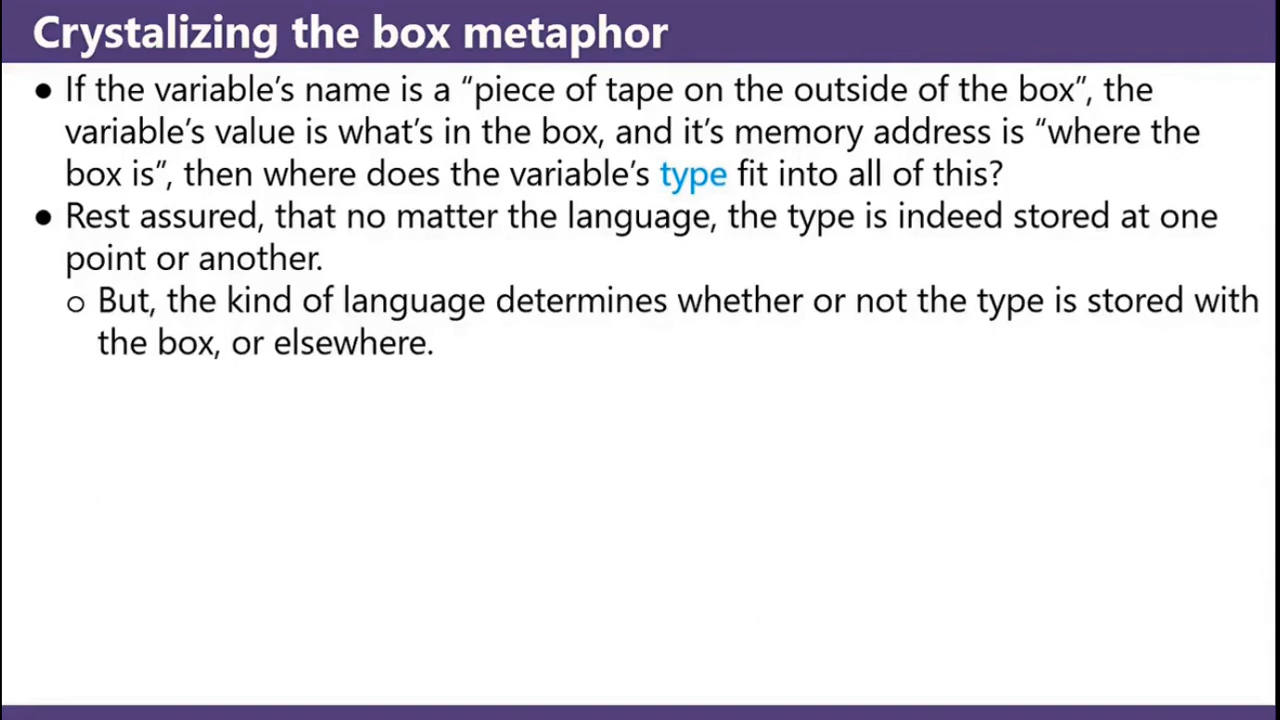 Crystalizing the box metaphor
● If the variable’s name is a “piece of tape on the outside of the box”, the
variable’s value is what’s in the box, and it’s memory address is “where the
box is”, then where does the variable’s type fit into all of this?
● Rest assured, that no matter the language, the type is indeed stored at one
point or another.
○ But, the kind of language determines whether or not the type is stored with
the box, or elsewhere.